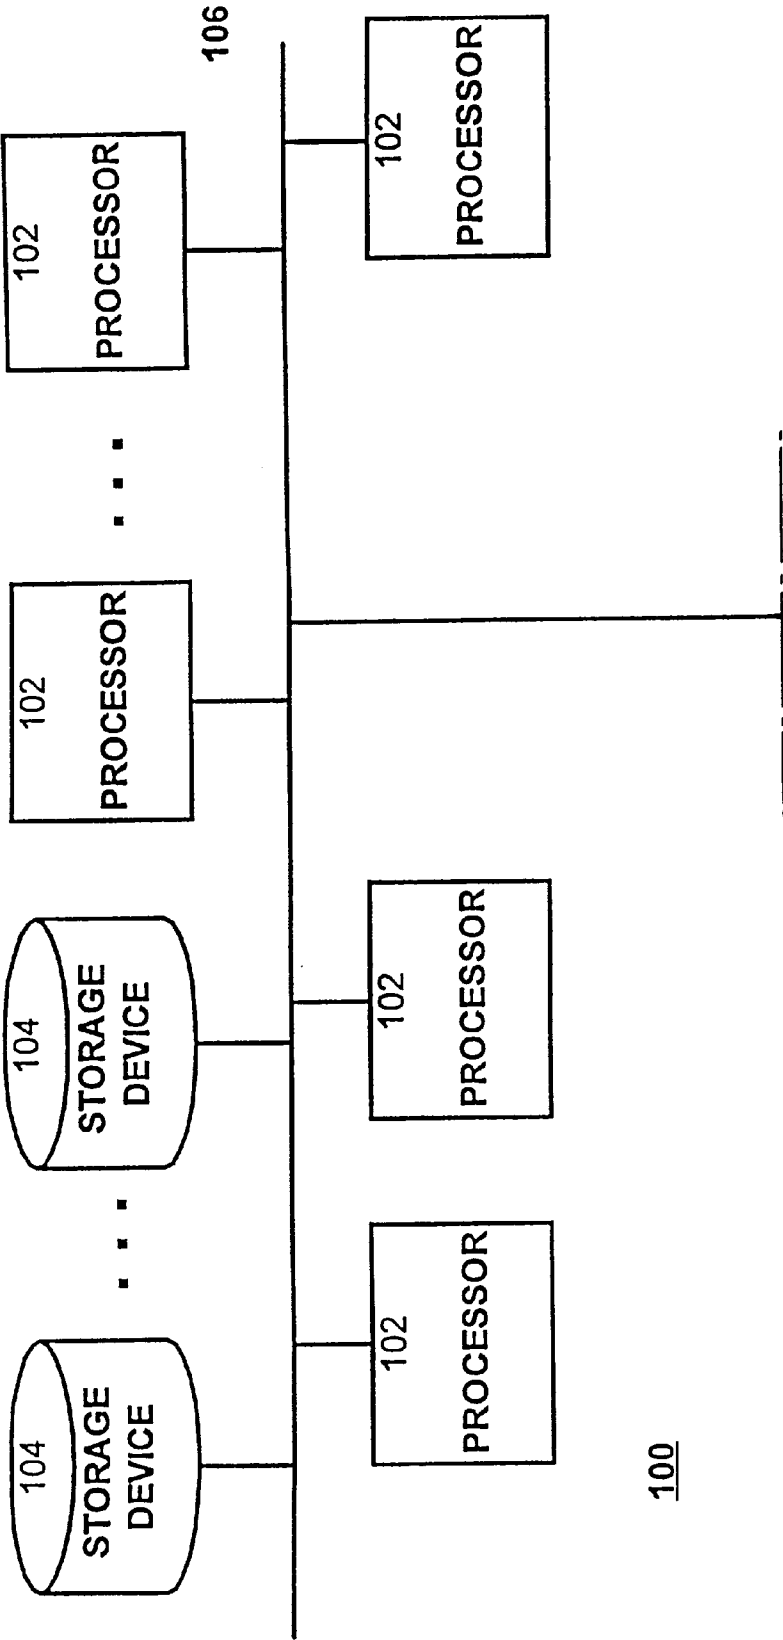 104
STORAGE
DEVICE
104
STORAGE
DEVICE
102
PROCESSOR
102
PROCESSOR
106
102
PROCESSOR
102
PROCESSOR
102
PROCESSOR
100